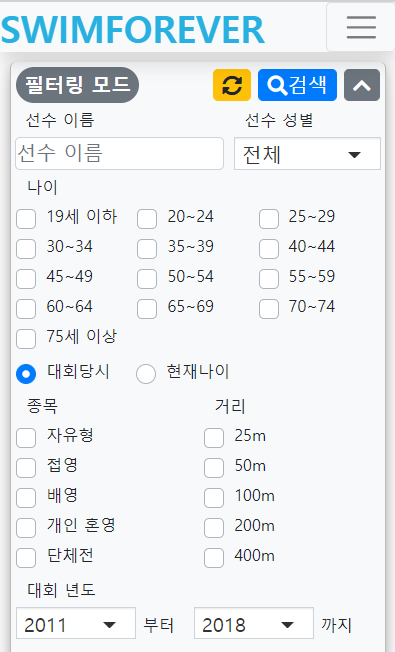 SWIMFOREVER
필터링 모드 검색
선수 이름 선수 성별
선수 이름 전체
나이
19세 이하 20~24 25~29
30~34 35~39 40~44
45~49 50~54 55~59
60~64 65~69 70~74
75세 이상
대회당시 현재나이
종목 거리
자유형 25m
접영 50m
배영 100m
개인 혼영 200m
단체전 400m
대회 년도
2011 부터 2018 까지